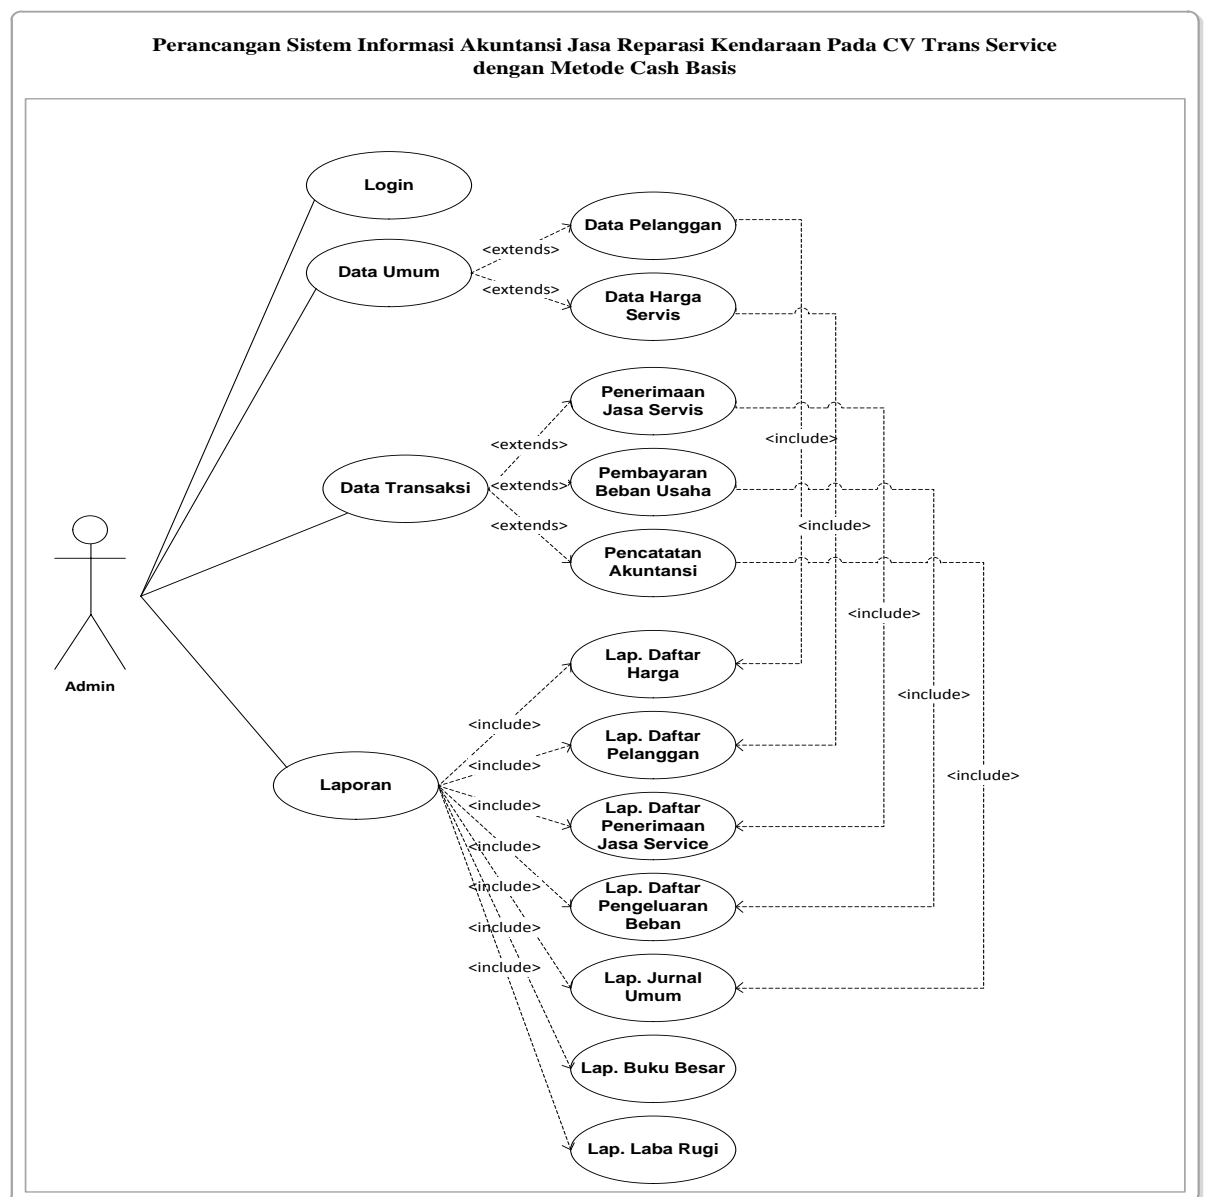 Perancangan Sistem Informasi Akuntansi Jasa Reparasi Kendaraan Pada CV Trans Service
dengan Metode Cash Basis
Login
Data Umum
<extends>
<extends>
Data Pelanggan
Data Harga
Servis
Data Transaksi
<extends>
<extends>
<extends>
Penerimaan
Jasa Servis
Pembayaran
Beban Usaha
Pencatatan
Akuntansi
<include>
<include>
<include>
<include>
<include>
Admin
Laporan
<include>
<include>
<include>
<include>
<include>
<include>
<include>
Lap. Daftar
Harga
Lap. Daftar
Pelanggan
Lap. Daftar
Penerimaan
Jasa Service
Lap. Daftar
Pengeluaran
Beban
Lap. Jurnal
Umum
Lap. Buku Besar
Lap. Laba Rugi